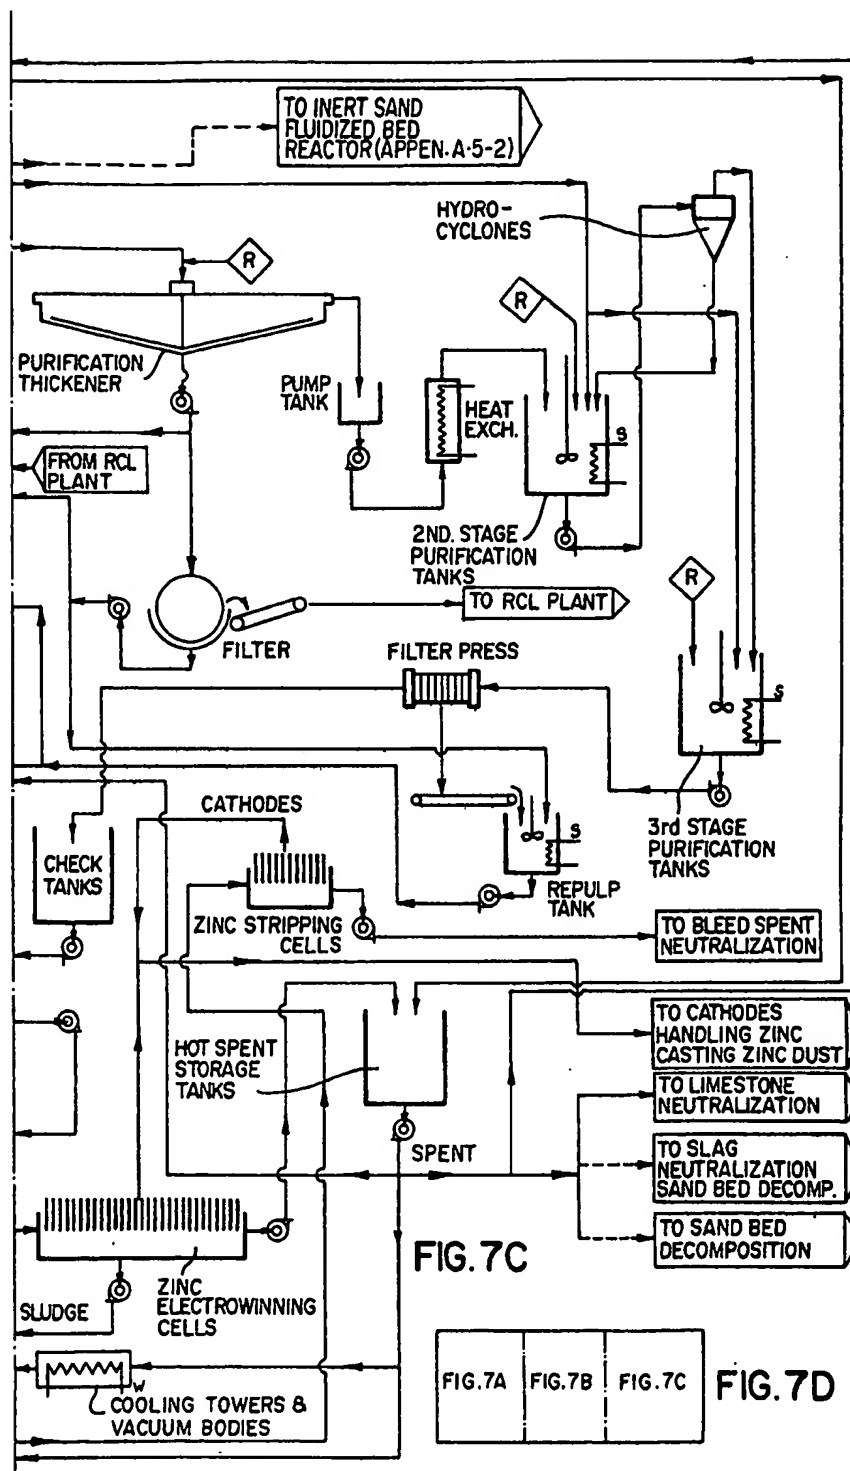 TO INERT SAND
FLUIDIZED BED
REACTOR (APPEN. A·5-2)
HYDRO-
CYCLONES
R
R
PURIFICATION
THICKENER
PUMP
TANK
HEAT
EXCH.
S
FROM RCL
PLANT
2ND. STAGE
PURIFICATION
TANKS
R
TO RCL PLANT
FILTER
FILTER PRESS
S
CATHODES
CHECK
TANKS
S
3rd STAGE
PURIFICATION
TANKS
REPULP
TANK
ZINC STRIPPING
CELLS
TO BLEED SPENT
NEUTRALIZATION
TO CATHODES
HANDLING ZINC
CASTING ZINC DUST
HOT SPENT
STORAGE
TANKS
TO LIMESTONE
NEUTRALIZATION
SPENT
TO SLAG
NEUTRALIZATION
SAND BED DECOMP.
TO SAND BED
DECOMPOSITION
FIG.7C
ZINC
ELECTROWINNING
CELLS
SLUDGE
W
COOLING TOWERS &
VACUUM BODIES
FIG.7A FIG.7B FIG.7C
FIG.7D